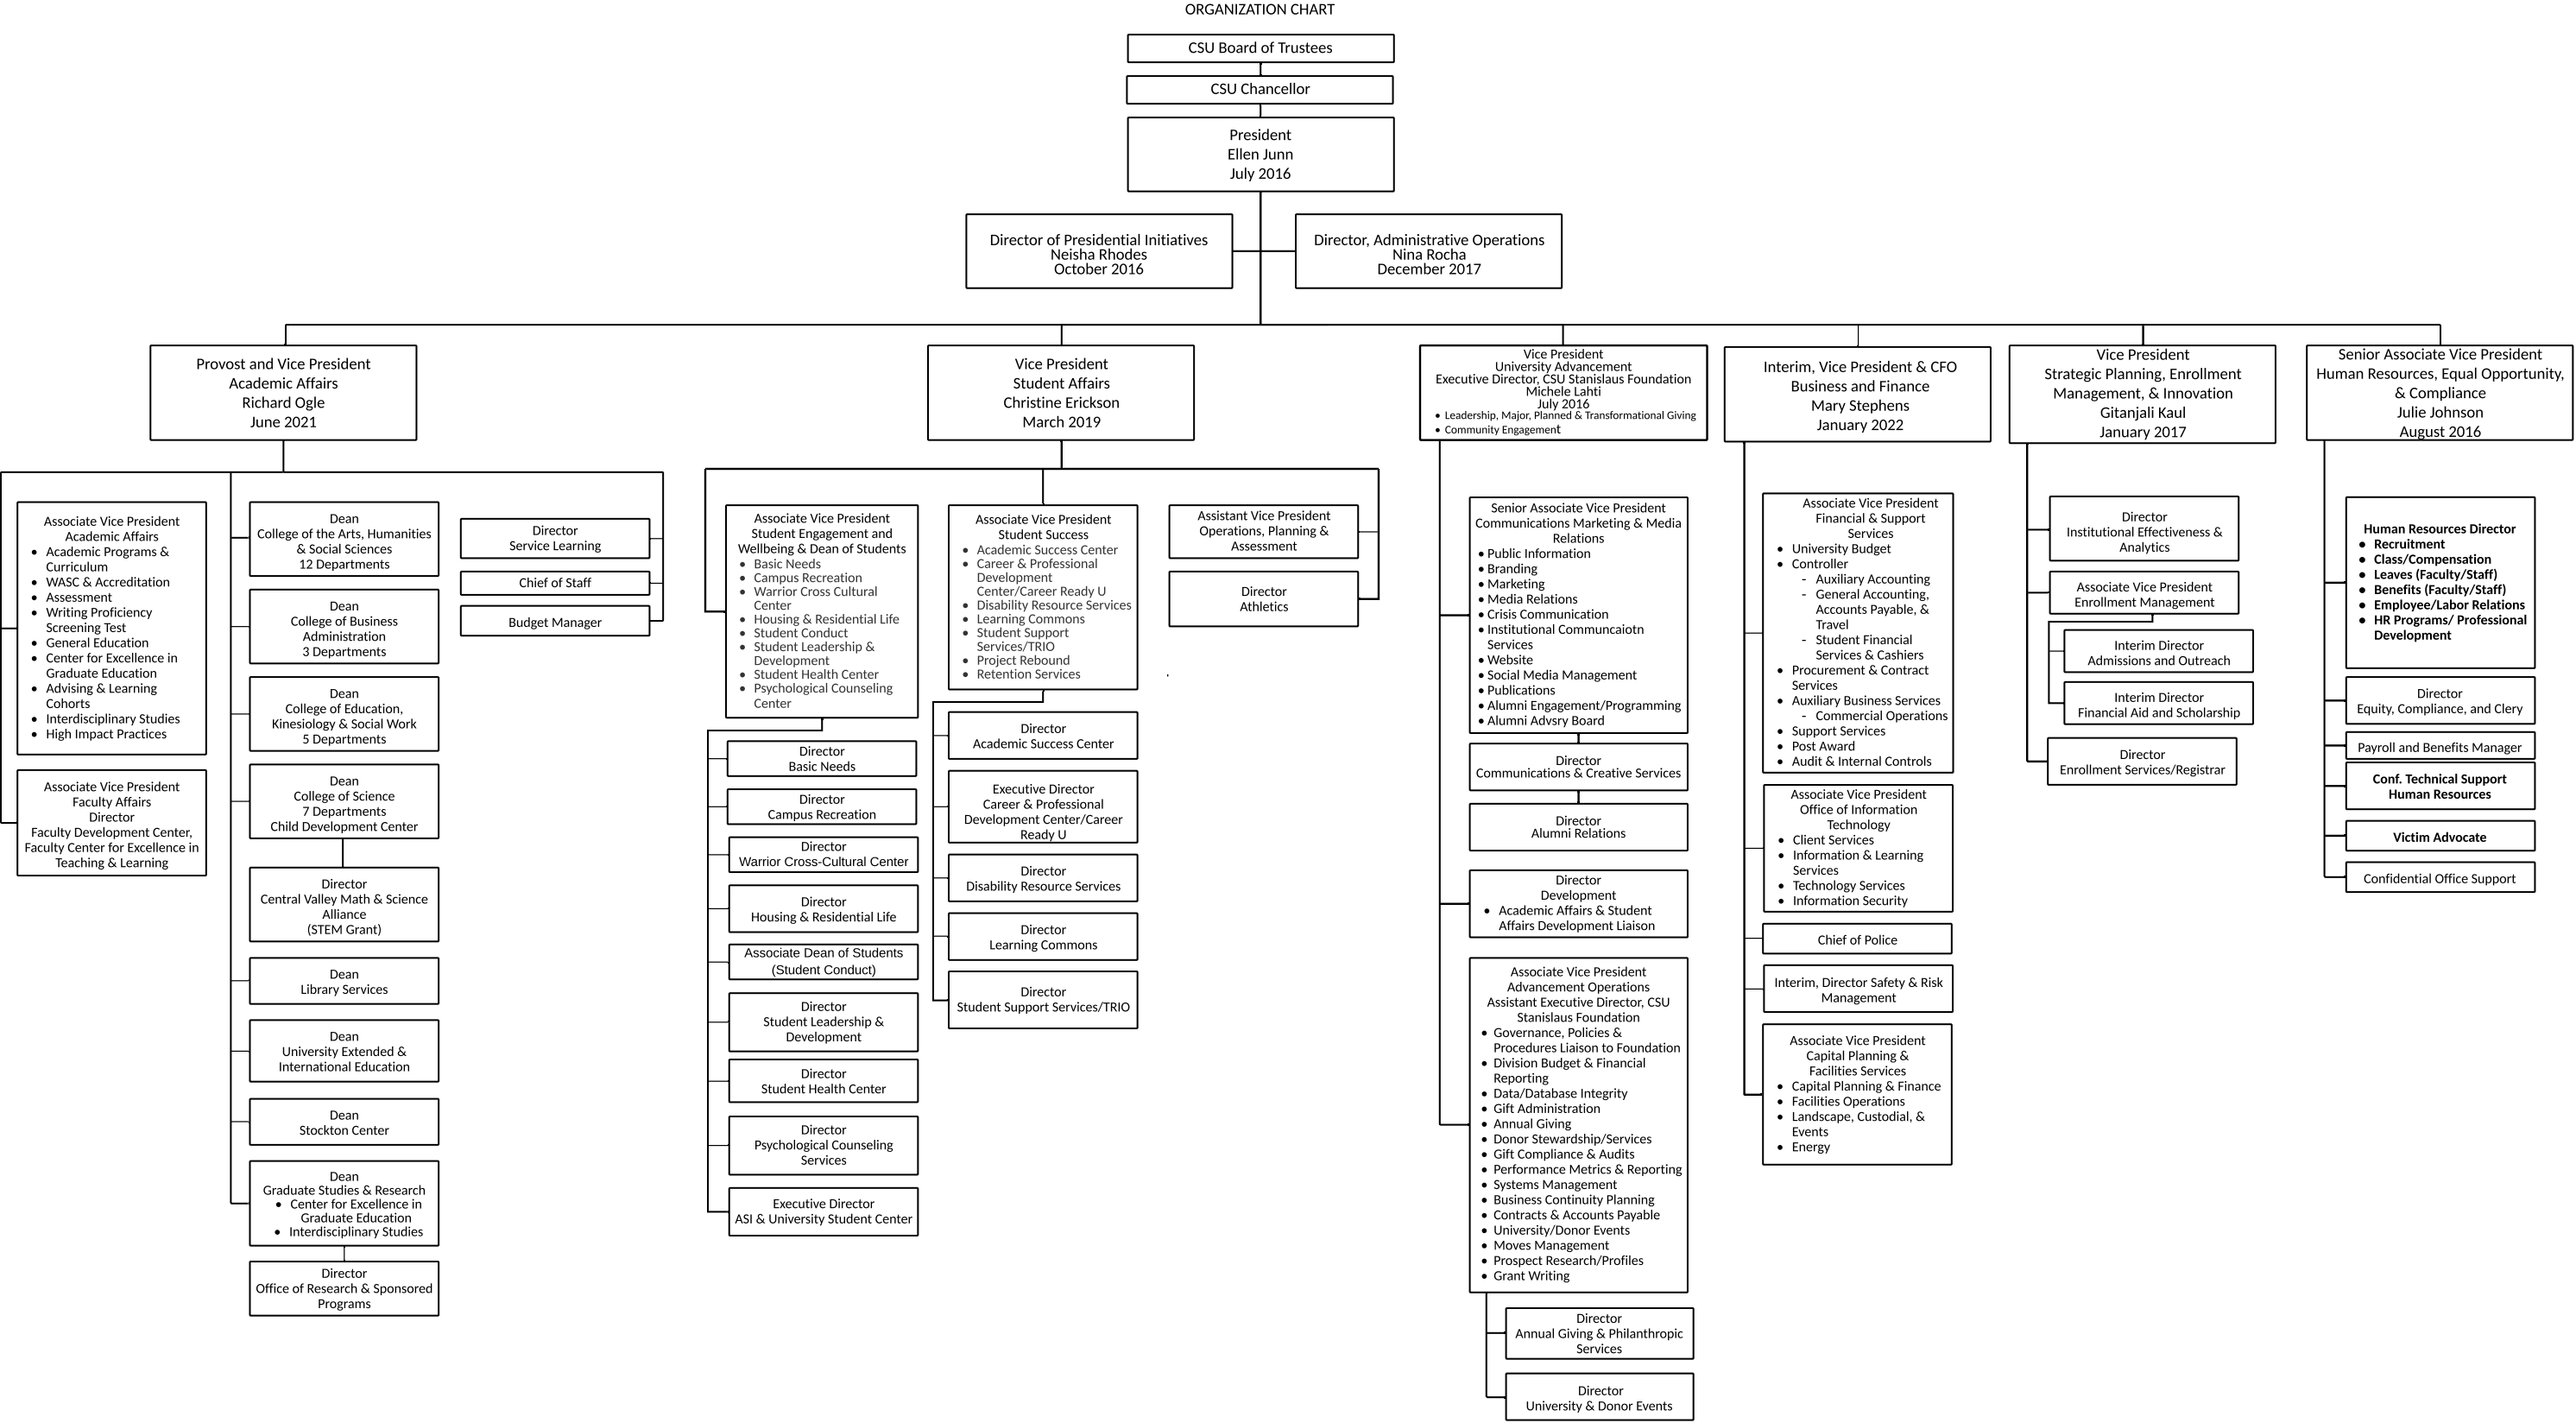 ORGANIZATION CHART
CSU Board of Trustees
CSU Chancellor
President
Ellen Junn
July 2016
Director of Presidential Initiatives
Neisha Rhodes
October 2016
Director, Administrative Operations
Nina Rocha
December 2017
Provost and Vice President
Academic Affairs
Richard Ogle
June 2021
Vice President
Student Affairs
Christine Erickson
March 2019
Vice President
University Advancement
Executive Director, CSU Stanislaus Foundation
Michele Lahti
July 2016
• Leadership, Major, Planned & Transformational Giving
• Community Engagement
Interim, Vice President & CFO
Business and Finance
Mary Stephens
January 2022
Vice President
Strategic Planning, Enrollment
Management, & Innovation
Gitanjali Kaul
January 2017
Senior Associate Vice President
Human Resources, Equal Opportunity,
& Compliance
Julie Johnson
August 2016
Associate Vice President
Academic Affairs
• Academic Programs &
Curriculum
• WASC & Accreditation
• Assessment
• Writing Proficiency
Screening Test
• General Education
• Center for Excellence in
Graduate Education
• Advising & Learning
Cohorts
• Interdisciplinary Studies
• High Impact Practices
Associate Vice President
Faculty Affairs
Director
Faculty Development Center,
Faculty Center for Excellence in
Teaching & Learning
Dean
College of the Arts, Humanities
& Social Sciences
12 Departments
Dean
College of Business
Administration
3 Departments
Dean
College of Education,
Kinesiology & Social Work
5 Departments
Dean
College of Science
7 Departments
Child Development Center
Director
Central Valley Math & Science
Alliance
(STEM Grant)
Dean
Library Services
Dean
University Extended &
International Education
Dean
Stockton Center
Dean
Graduate Studies & Research
• Center for Excellence in
Graduate Education
• Interdisciplinary Studies
Director
Office of Research & Sponsored
Programs
Director
Service Learning
Chief of Staff
Budget Manager
Associate Vice President
Student Engagement and
Wellbeing & Dean of Students
• Basic Needs
• Campus Recreation
• Warrior Cross Cultural
Center
• Housing & Residential Life
• Student Conduct
• Student Leadership &
Development
• Student Health Center
• Psychological Counseling
Center
Director
Basic Needs
Director
Campus Recreation
Director
Warrior Cross-Cultural Center
Director
Housing & Residential Life
Associate Dean of Students
(Student Conduct)
Director
Student Leadership &
Development
Director
Student Health Center
Director
Psychological Counseling
Services
Executive Director
ASI & University Student Center
Associate Vice President
Student Success
• Academic Success Center
• Career & Professional
Development
Center/Career Ready U
• Disability Resource Services
• Learning Commons
• Student Support
Services/TRIO
• Project Rebound
• Retention Services
Director
Academic Success Center
Executive Director
Career & Professional
Development Center/Career
Ready U
Director
Disability Resource Services
Director
Learning Commons
Director
Student Support Services/TRIO
Assistant Vice President
Operations, Planning &
Assessment
Director
Athletics
Senior Associate Vice President
Communications Marketing & Media
Relations
• Public Information
• Branding
• Marketing
• Media Relations
• Crisis Communication
• Institutional Communcaiotn
Services
• Website
• Social Media Management
• Publications
• Alumni Engagement/Programming
• Alumni Advsry Board
Director
Communications & Creative Services
Director
Alumni Relations
Director
Development
• Academic Affairs & Student
Affairs Development Liaison
Associate Vice President
Advancement Operations
Assistant Executive Director, CSU
Stanislaus Foundation
• Governance, Policies &
Procedures Liaison to Foundation
• Division Budget & Financial
Reporting
• Data/Database Integrity
• Gift Administration
• Annual Giving
• Donor Stewardship/Services
• Gift Compliance & Audits
• Performance Metrics & Reporting
• Systems Management
• Business Continuity Planning
• Contracts & Accounts Payable
• University/Donor Events
• Moves Management
• Prospect Research/Profiles
• Grant Writing
Director
Annual Giving & Philanthropic
Services
Director
University & Donor Events
Associate Vice President
Financial & Support
Services
• University Budget
• Controller
- Auxiliary Accounting
- General Accounting,
Accounts Payable, &
Travel
- Student Financial
Services & Cashiers
• Procurement & Contract
Services
• Auxiliary Business Services
- Commercial Operations
• Support Services
• Post Award
• Audit & Internal Controls
Associate Vice President
Office of Information
Technology
• Client Services
• Information & Learning
Services
• Technology Services
• Information Security
Chief of Police
Interim, Director Safety & Risk
Management
Associate Vice President
Capital Planning &
Facilities Services
• Capital Planning & Finance
• Facilities Operations
• Landscape, Custodial, &
Events
• Energy
Director
Institutional Effectiveness &
Analytics
Associate Vice President
Enrollment Management
Interim Director
Admissions and Outreach
Interim Director
Financial Aid and Scholarship
Director
Enrollment Services/Registrar
Human Resources Director
• Recruitment
• Class/Compensation
• Leaves (Faculty/Staff)
• Benefits (Faculty/Staff)
• Employee/Labor Relations
• HR Programs/ Professional
Development
Director
Equity, Compliance, and Clery
Payroll and Benefits Manager
Conf. Technical Support
Human Resources
Victim Advocate
Confidential Office Support